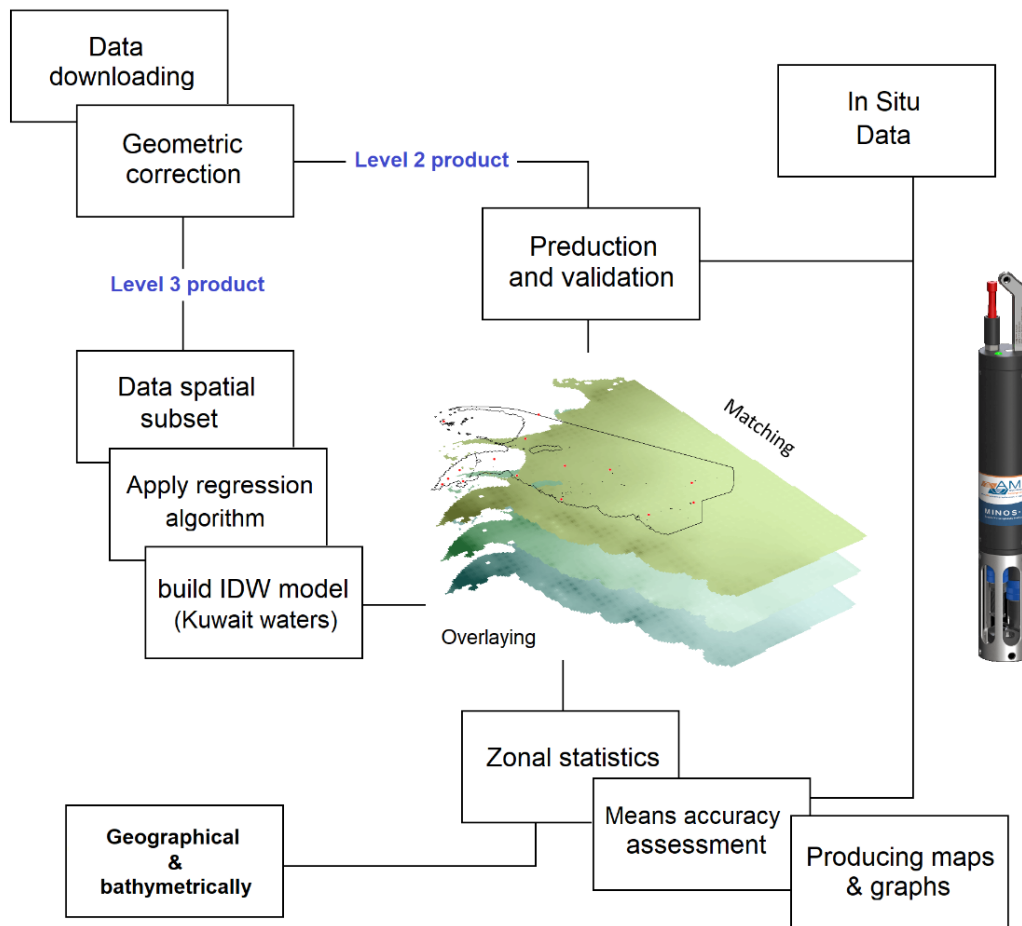 Data
downloading
Geometric
correction
Level 2 product
In Situ
Data
Preduction
and validation
Level 3 product
Data spatial
subset
Apply regression
algorithm
build IDW model
(Kuwait waters)
Matching
Overlaying
AM
MINOS-
Zonal statistics
Means accuracy
assessment
Geographical
&
bathymetrically
Producing maps
& graphs